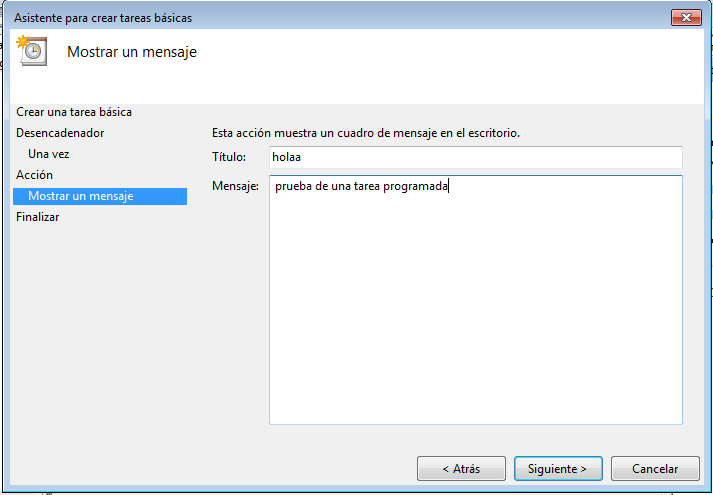 Asistente para crear tareas básicas
Mostrar un mensaje
Crear una tarea básica
Desencadenador
Una vez
Acción
Mostrar un mensaje
Finalizar
Esta acción muestra un cuadro de mensaje en el escritorio.
Título: holaa
Mensaje: prueba de una tarea programada
< Atrás Siguiente > Cancelar